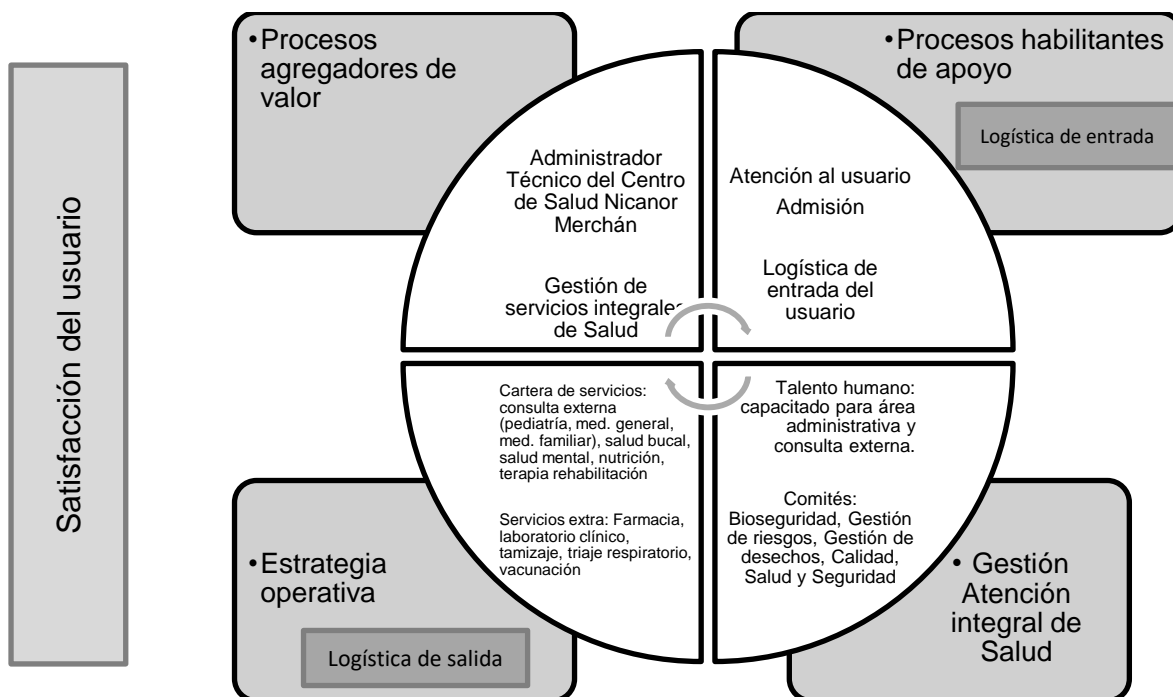 Satisfacción del usuario
•Procesos
agregadores de
valor
•Procesos habilitantes
de apoyo
Logística de entrada
Administrador
Técnico del Centro
de Salud Nicanor
Merchán
Gestión de
servicios integrales
de Salud
Atención al usuario
Admisión
Logística de
entrada del
usuario
Cartera de servicios:
consulta externa
(pediatría, med. general,
med. familiar), salud bucal,
salud mental, nutrición,
terapia rehabilitación
Servicios extra: Farmacia,
laboratorio clínico,
tamizaje, triaje respiratorio,
vacunación
Talento humano:
capacitado para área
administrativa y
consulta externa.
Comités:
Bioseguridad, Gestión
de riesgos, Gestión de
desechos, Calidad,
Salud y Seguridad
•Estrategia
operativa
Logística de salida
• Gestión
Atención
integral de
Salud